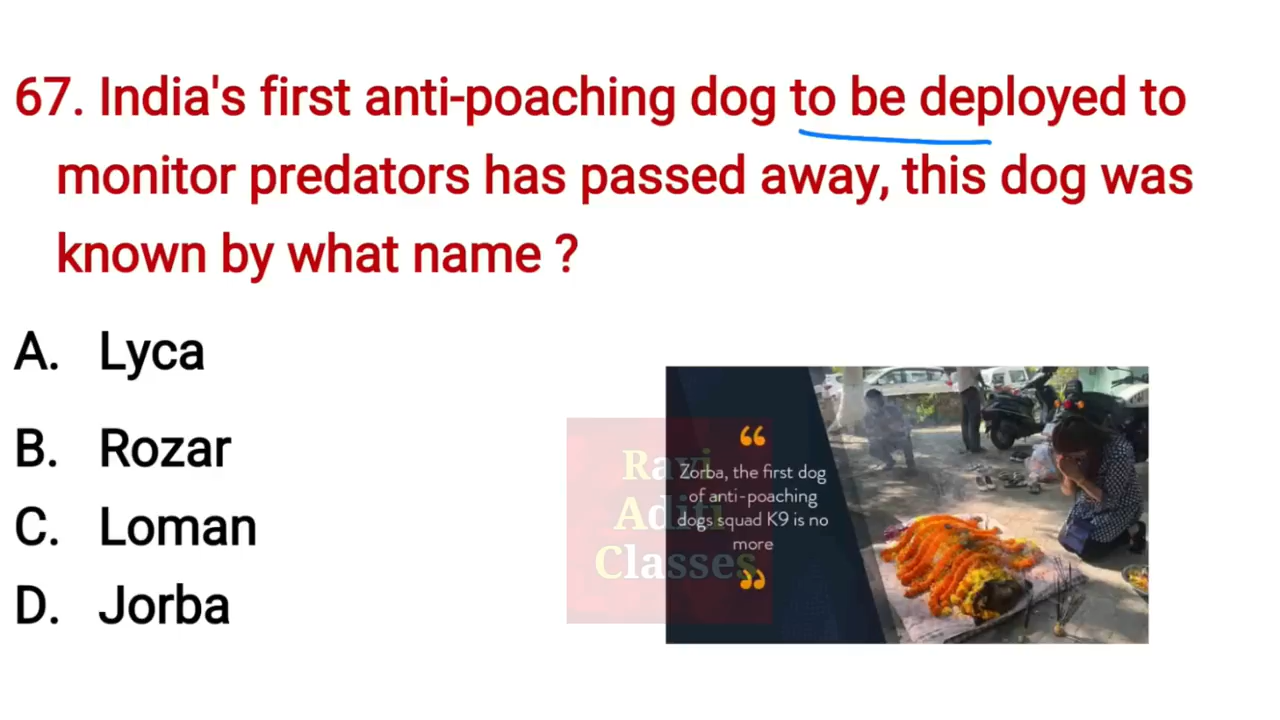 67. India's first anti-poaching dog to be deployed to
monitor predators has passed away, this dog was
known by what name ?
A. Lyca
B. Rozar
C. Loman
D. Jorba
Ravi
Aditi
Classes
“
Zorba, the first dog
of anti-poaching
dogs squad K9 is no
more
”